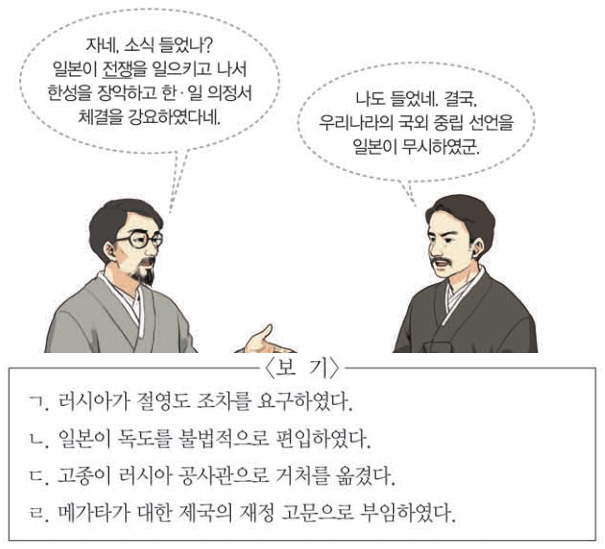 자네, 소식 들었나?
일본이 전쟁을 일으키고 나서
한성을 장악하고 한·일 의정서
체결을 강요하였다네.
나도 들었네. 결국,
우리나라의 국외 중립 선언을
일본이 무시하였군.
〈보 기〉
ㄱ. 러시아가 절영도 조차를 요구하였다.
ㄴ. 일본이 독도를 불법적으로 편입하였다.
ㄷ. 고종이 러시아 공사관으로 거처를 옮겼다.
ㄹ. 메가타가 대한 제국의 재정 고문으로 부임하였다.